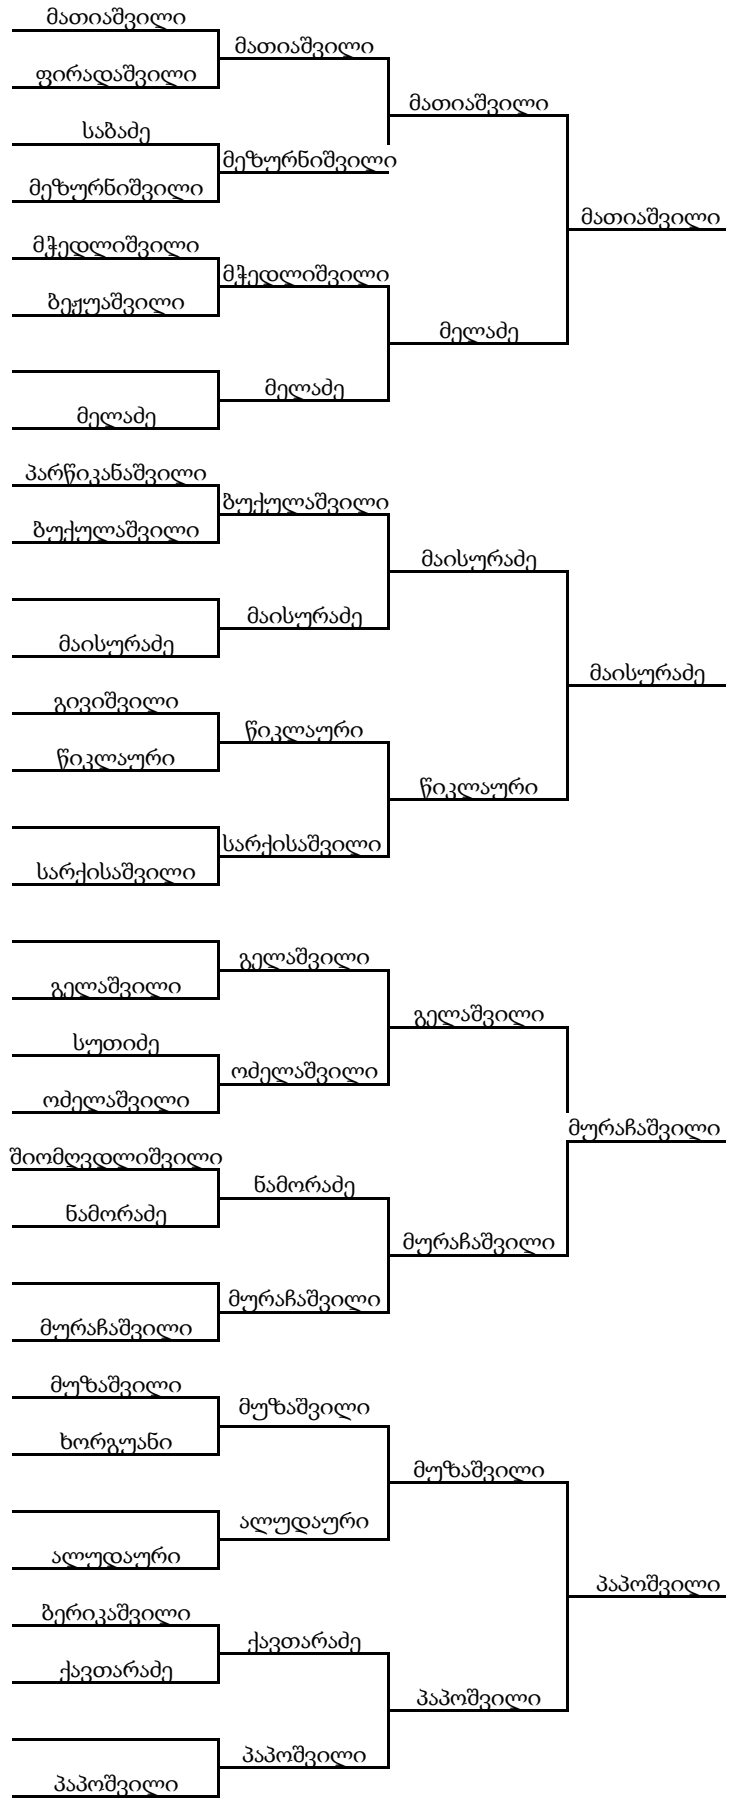 მათიაშვილი
მათიაშვილი
ფირადაშვილი
მათიაშვილი
საბაძე
მეზურნიშვილი
მეზურნიშვილი
მათიაშვილი
მჭედლიშვილი
მჭედლიშვილი
ბეჟუაშვილი
მელაძე
მელაძე
მელაძე
პარწიკანაშვილი
ბუქულაშვილი
ბუქულაშვილი
მაისურაძე
მაისურაძე
მაისურაძე
მაისურაძე
გივიშვილი
წიკლაური
წიკლაური
წიკლაური
სარქისაშვილი
სარქისაშვილი
გელაშვილი
გელაშვილი
გელაშვილი
სუთიძე
ოძელაშვილი
ოძელაშვილი
მურაჩაშვილი
შიომღვდლიშვილი
ნამორაძე
ნამორაძე
მურაჩაშვილი
მურაჩაშვილი
მურაჩაშვილი
მუზაშვილი
მუზაშვილი
ხორგუანი
მუზაშვილი
ალუდაური
ალუდაური
პაპოშვილი
ბერიკაშვილი
ქავთარაძე
ქავთარაძე
პაპოშვილი
პაპოშვილი
პაპოშვილი